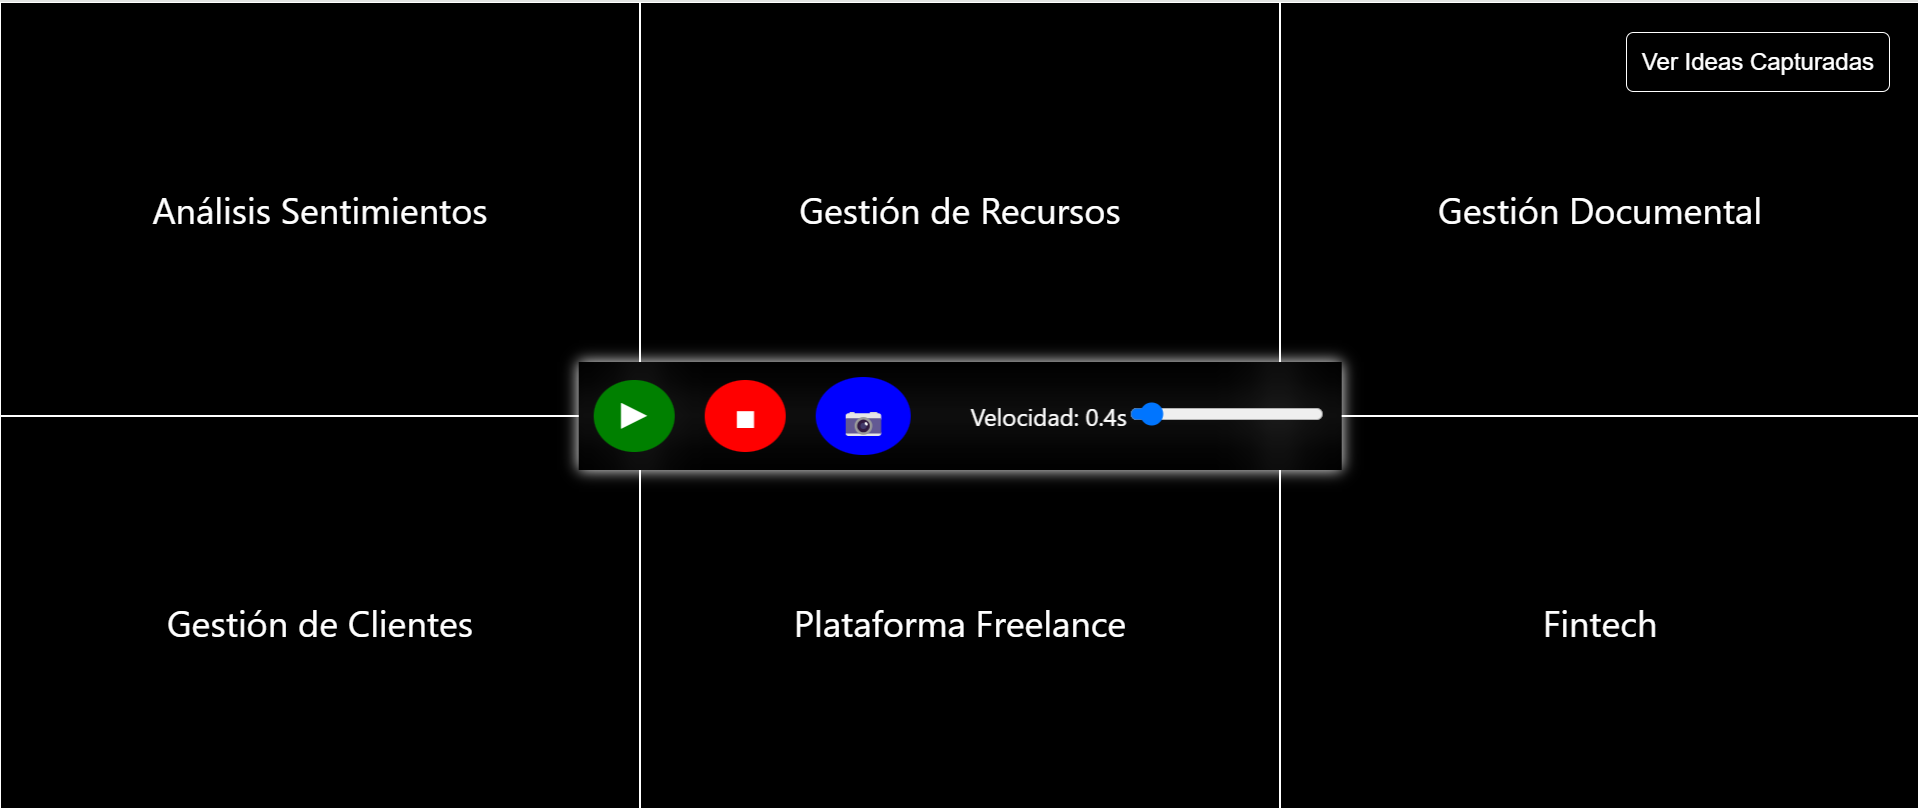 Ver Ideas Capturadas
Análisis Sentimientos
Gestión de Recursos
Gestión Documental
Velocidad: 0.4s
Gestión de Clientes
Plataforma Freelance
Fintech